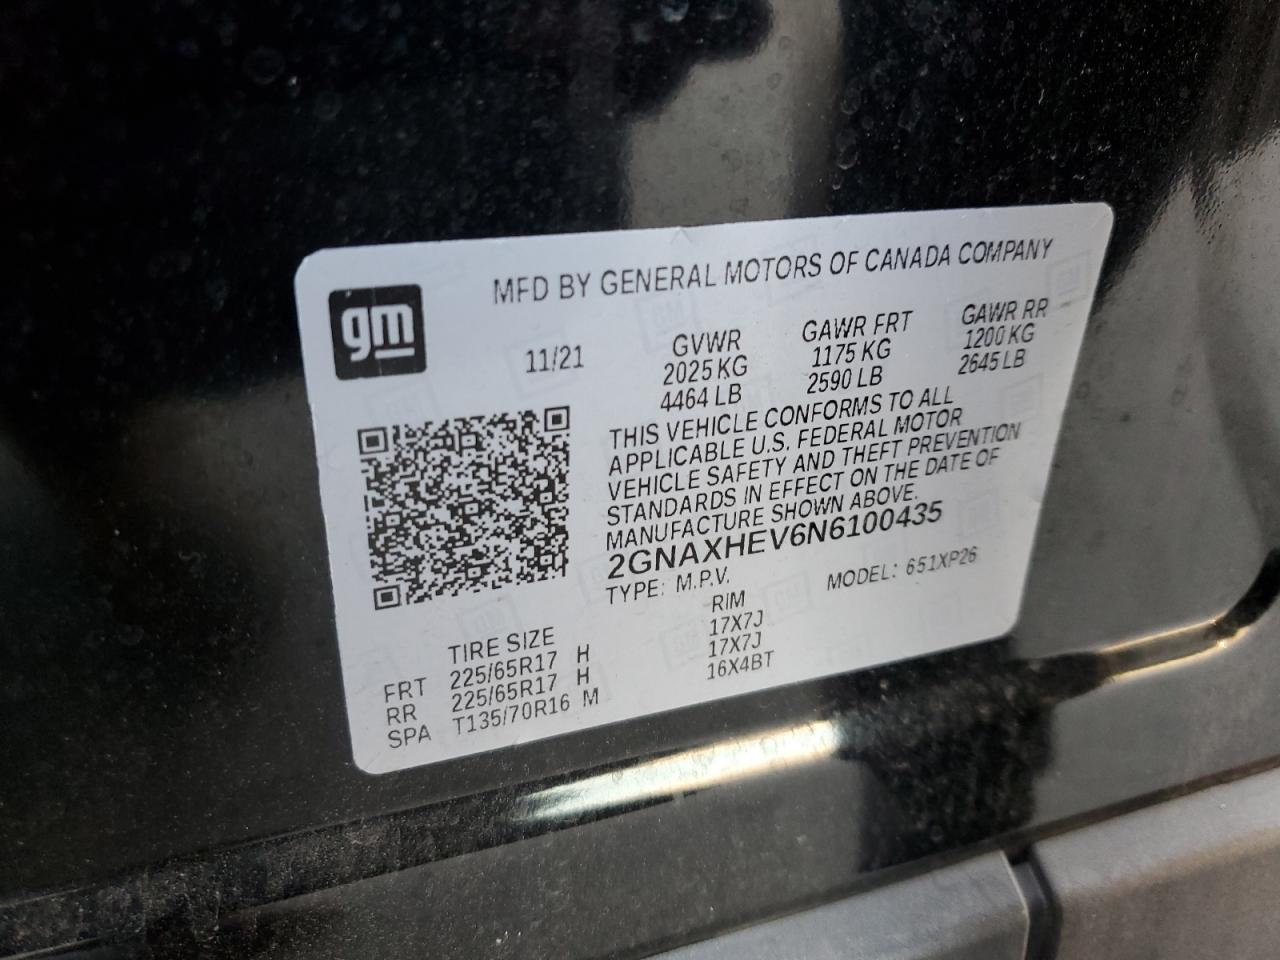 gm
MFD BY GENERAL MOTORS OF CANADA COMPANY
11/21
GVWR
2025 KG
4464 LB
GAWR FRT
1175 KG
2590 LB
GAWR RR
1200 KG
2645 LB
THIS VEHICLE CONFORMS TO ALL
APPLICABLE U.S. FEDERAL MOTOR
VEHICLE SAFETY AND THEFT PREVENTION
STANDARDS IN EFFECT ON THE DATE OF
MANUFACTURE SHOWN ABOVE.
2GNAXHEV6N6100435
TYPE: M.P.V. MODEL: 651XP26
TIRE SIZE RIM
FRT 225/65R17 H 17X7J
RR 225/65R17 H 17X7J
SPA T135/70R16 M 16X4BT